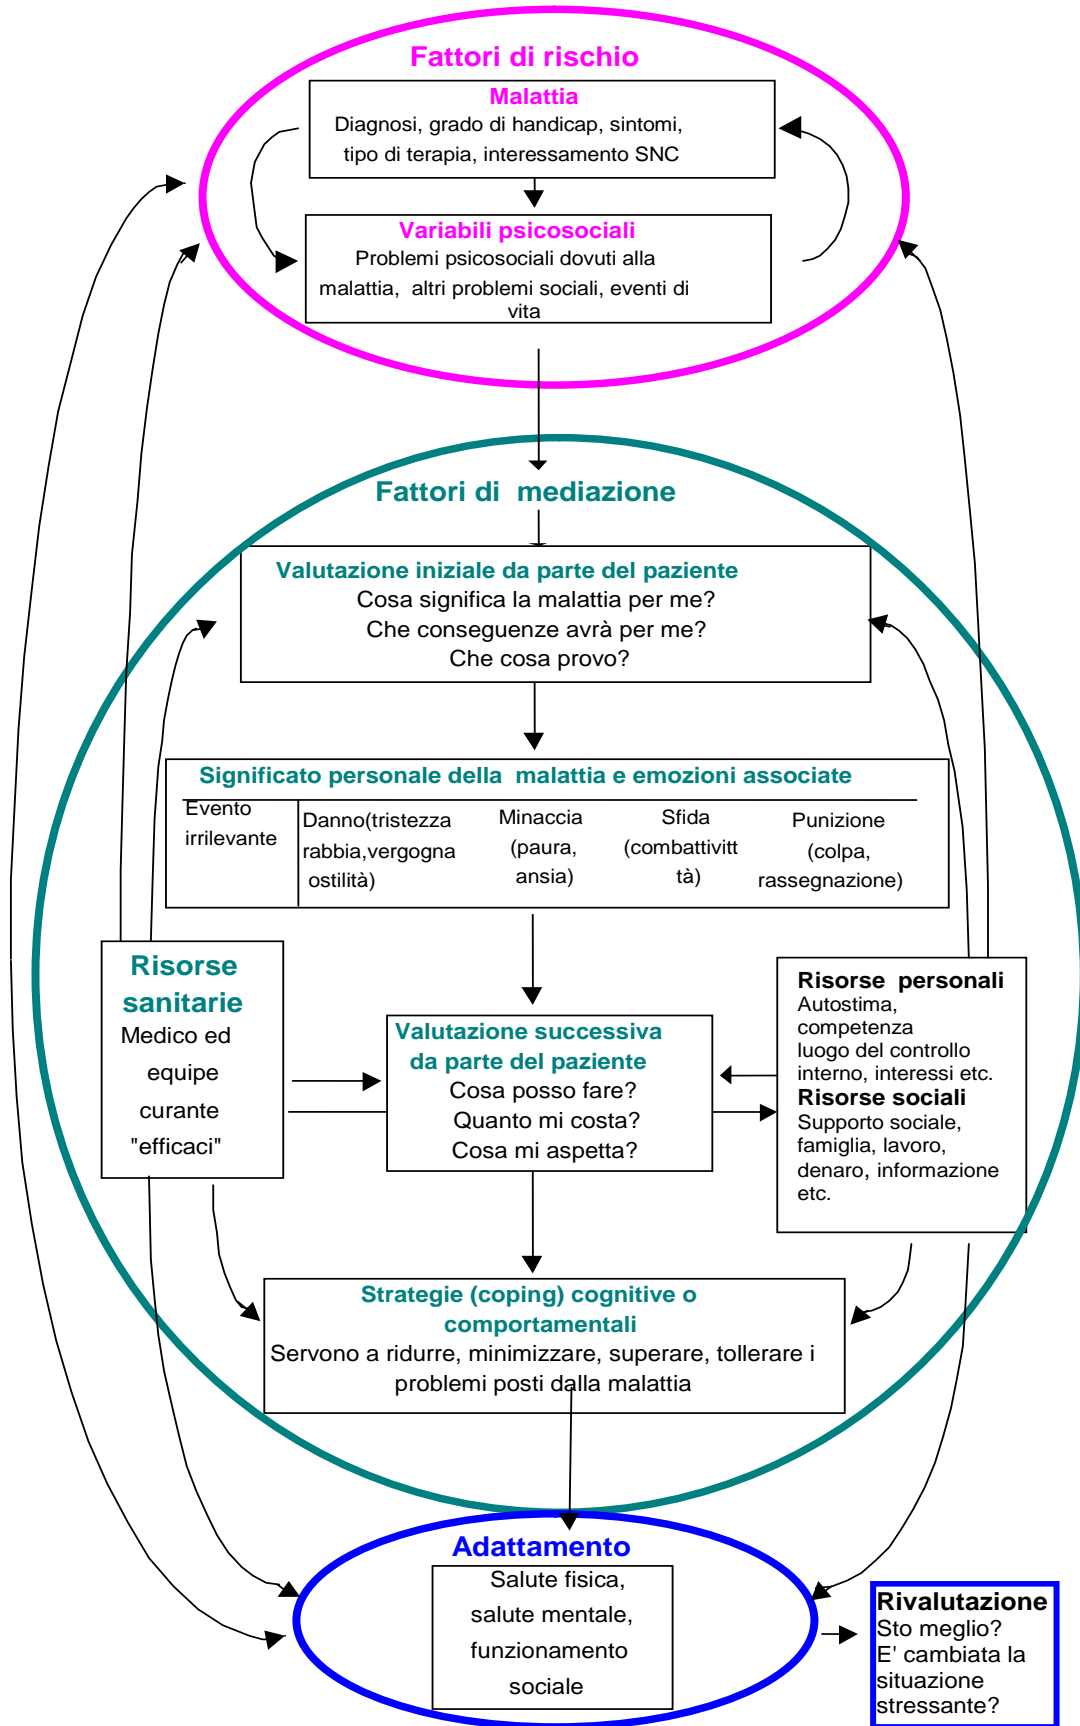 Fattori di rischio
Malattia
Diagnosi, grado di handicap, sintomi,
tipo di terapia, interessamento SNC
Variabili psicosociali
Problemi psicosociali dovuti alla
malattia, altri problemi sociali, eventi di
vita
Fattori di mediazione
Valutazione iniziale da parte del paziente
Cosa significa la malattia per me?
Che conseguenze avrà per me?
Che cosa provo?
Significato personale della malattia e emozioni associate
Evento
irrilevante
Danno(tristezza
rabbia,vergogna
ostilità)
Minaccia
(paura,
ansia)
Sfida
(combattivitt
tà)
Punizione
(colpa,
rassegnazione)
Risorse
sanitarie
Medico ed
equipe
curante
"efficaci"
Valutazione successiva
da parte del paziente
Cosa posso fare?
Quanto mi costa?
Cosa mi aspetta?
Risorse personali
Autostima,
competenza
luogo del controllo
interno, interessi etc.
Risorse sociali
Supporto sociale,
famiglia, lavoro,
denaro, informazione
etc.
Strategie (coping) cognitive o
comportamentali
Servono a ridurre, minimizzare, superare, tollerare i
problemi posti dalla malattia
Adattamento
Salute fisica,
salute mentale,
funzionamento
sociale
Rivalutazione
Sto meglio?
E' cambiata la
situazione
stressante?